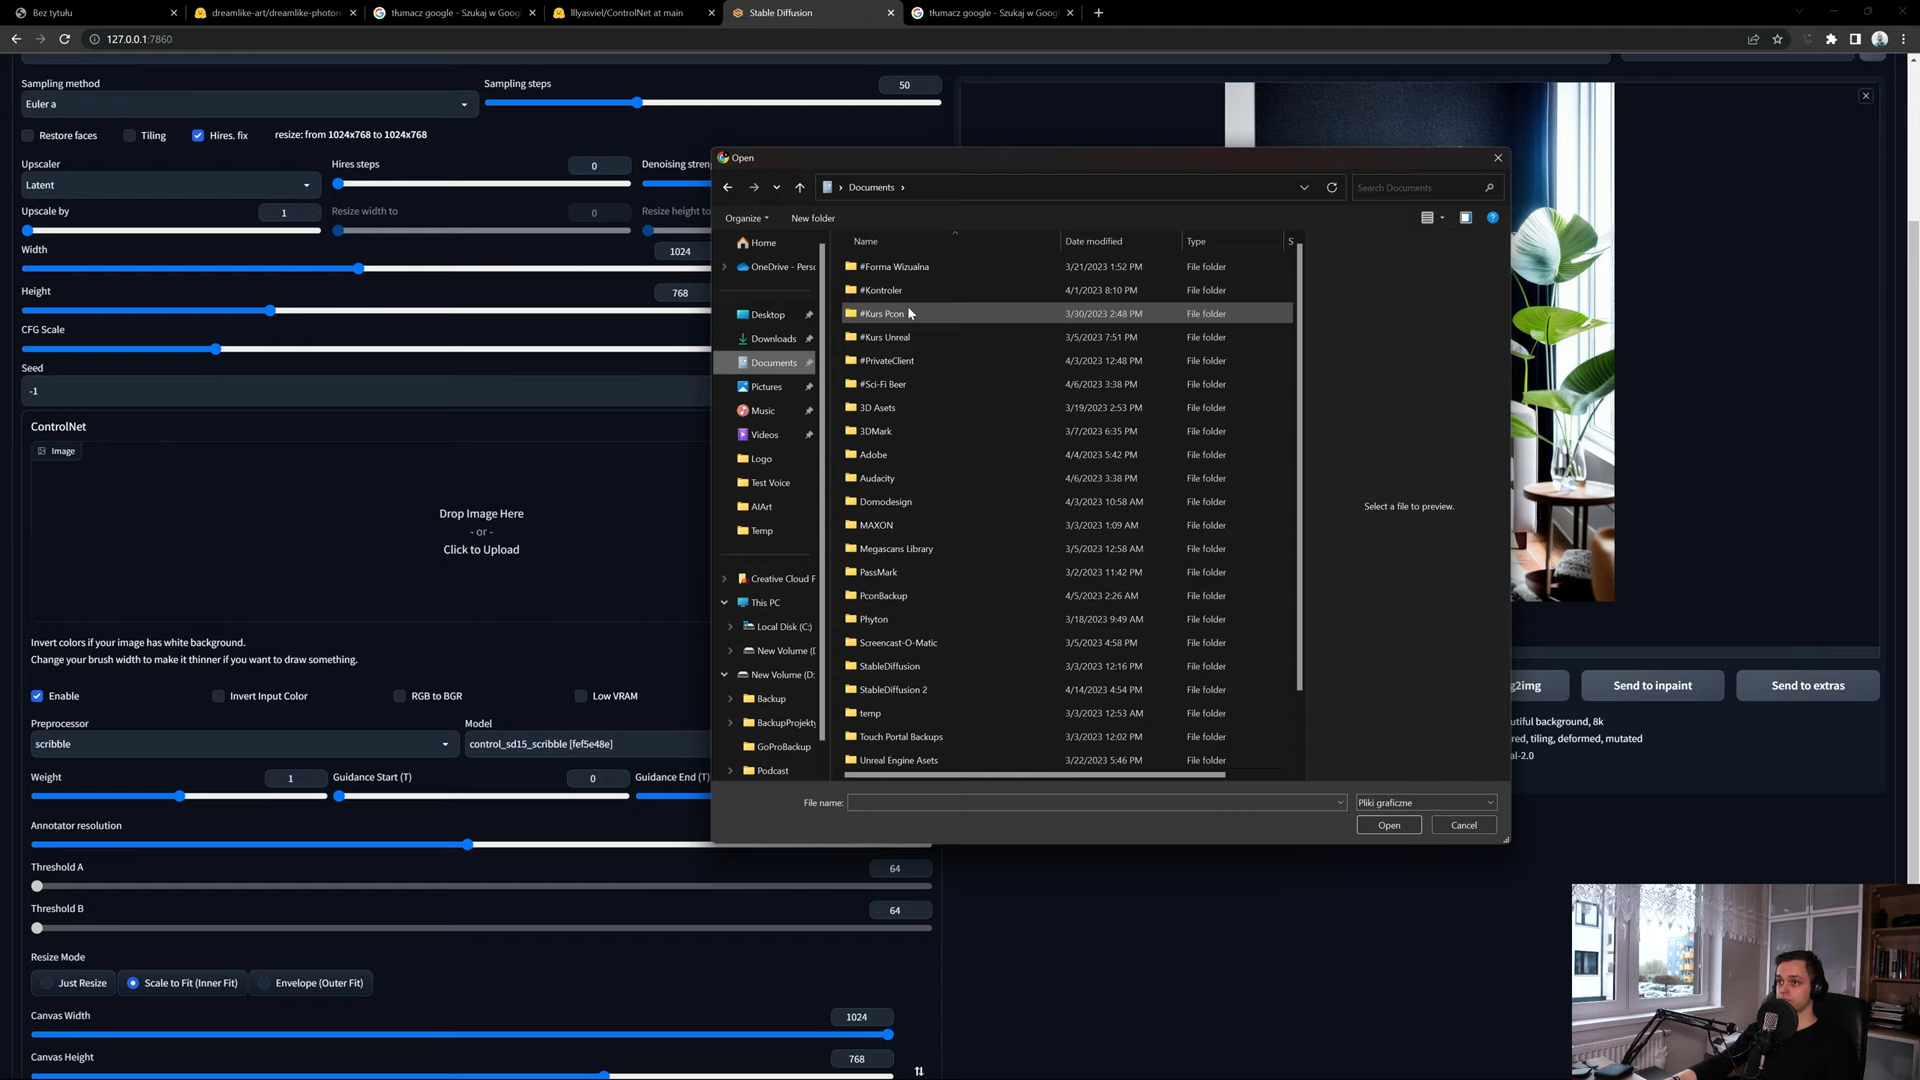 Bez tytułu
dreamlike-art/dreamlike-photore
tłumacz google - Szukaj w Goog
lllyasviel/ControlNet at main
Stable Diffusion
tłumacz google - Szukaj w Goog
127.0.0.1:7860
Sampling method
Sampling steps
50
Euler a
Restore faces
Tiling
Hires. fix
resize: from 1024x768 to 1024x768
Upscaler
Hires steps
0
Denoising stren
Latent
Upscale by
1
Resize width to
0
Resize height to
Width
1024
Height
768
CFG Scale
Seed
-1
ControlNet
Image
Drop Image Here
- or -
Click to Upload
Invert colors if your image has white background.
Change your brush width to make it thinner if you want to draw something.
Enable
Invert Input Color
RGB to BGR
Low VRAM
Preprocessor
Model
scribble
control_sd15_scribble [fef5e48e]
Weight
1
Guidance Start (T)
0
Guidance End (T)
Annotator resolution
Threshold A
64
Threshold B
64
Resize Mode
Just Resize
Scale to Fit (Inner Fit)
Envelope (Outer Fit)
Canvas Width
1024
Canvas Height
768
Open
Documents
Search Documents
Organize
New folder
Home
OneDrive - Perso
Desktop
Downloads
Documents
Pictures
Music
Videos
Logo
Test Voice
AIArt
Temp
Creative Cloud F
This PC
Local Disk (C:)
New Volume (
New Volume (D:
Backup
BackupProjekty
GoProBackup
Podcast
Name
Date modified
Type
S
#Forma Wizualna 3/21/2023 1:52 PM File folder
#Kontroler 4/1/2023 8:10 PM File folder
#Kurs Pcon 3/30/2023 2:48 PM File folder
#Kurs Unreal 3/5/2023 7:51 PM File folder
#PrivateClient 4/3/2023 12:48 PM File folder
#Sci-Fi Beer 4/6/2023 3:38 PM File folder
3D Asets 3/19/2023 2:53 PM File folder
3DMark 3/7/2023 6:35 PM File folder
Adobe 4/4/2023 5:42 PM File folder
Audacity 4/6/2023 3:38 PM File folder
Domodesign 4/3/2023 10:58 AM File folder
MAXON 3/3/2023 1:09 AM File folder
Megascans Library 3/5/2023 12:58 AM File folder
PassMark 3/2/2023 11:42 PM File folder
PconBackup 4/5/2023 2:26 AM File folder
Phyton 3/18/2023 9:49 AM File folder
Screencast-O-Matic 3/5/2023 4:58 PM File folder
StableDiffusion 3/3/2023 12:16 PM File folder
StableDiffusion 2 4/14/2023 4:54 PM File folder
temp 3/3/2023 12:53 AM File folder
Touch Portal Backups 3/3/2023 12:02 PM File folder
Unreal Engine Asets 3/22/2023 5:46 PM File folder
Select a file to preview.
File name:
Pliki graficzne
Open
Cancel
g2img
Send to inpaint
Send to extras
utiful background, 8k
red, tiling, deformed, mutated
al-2.0